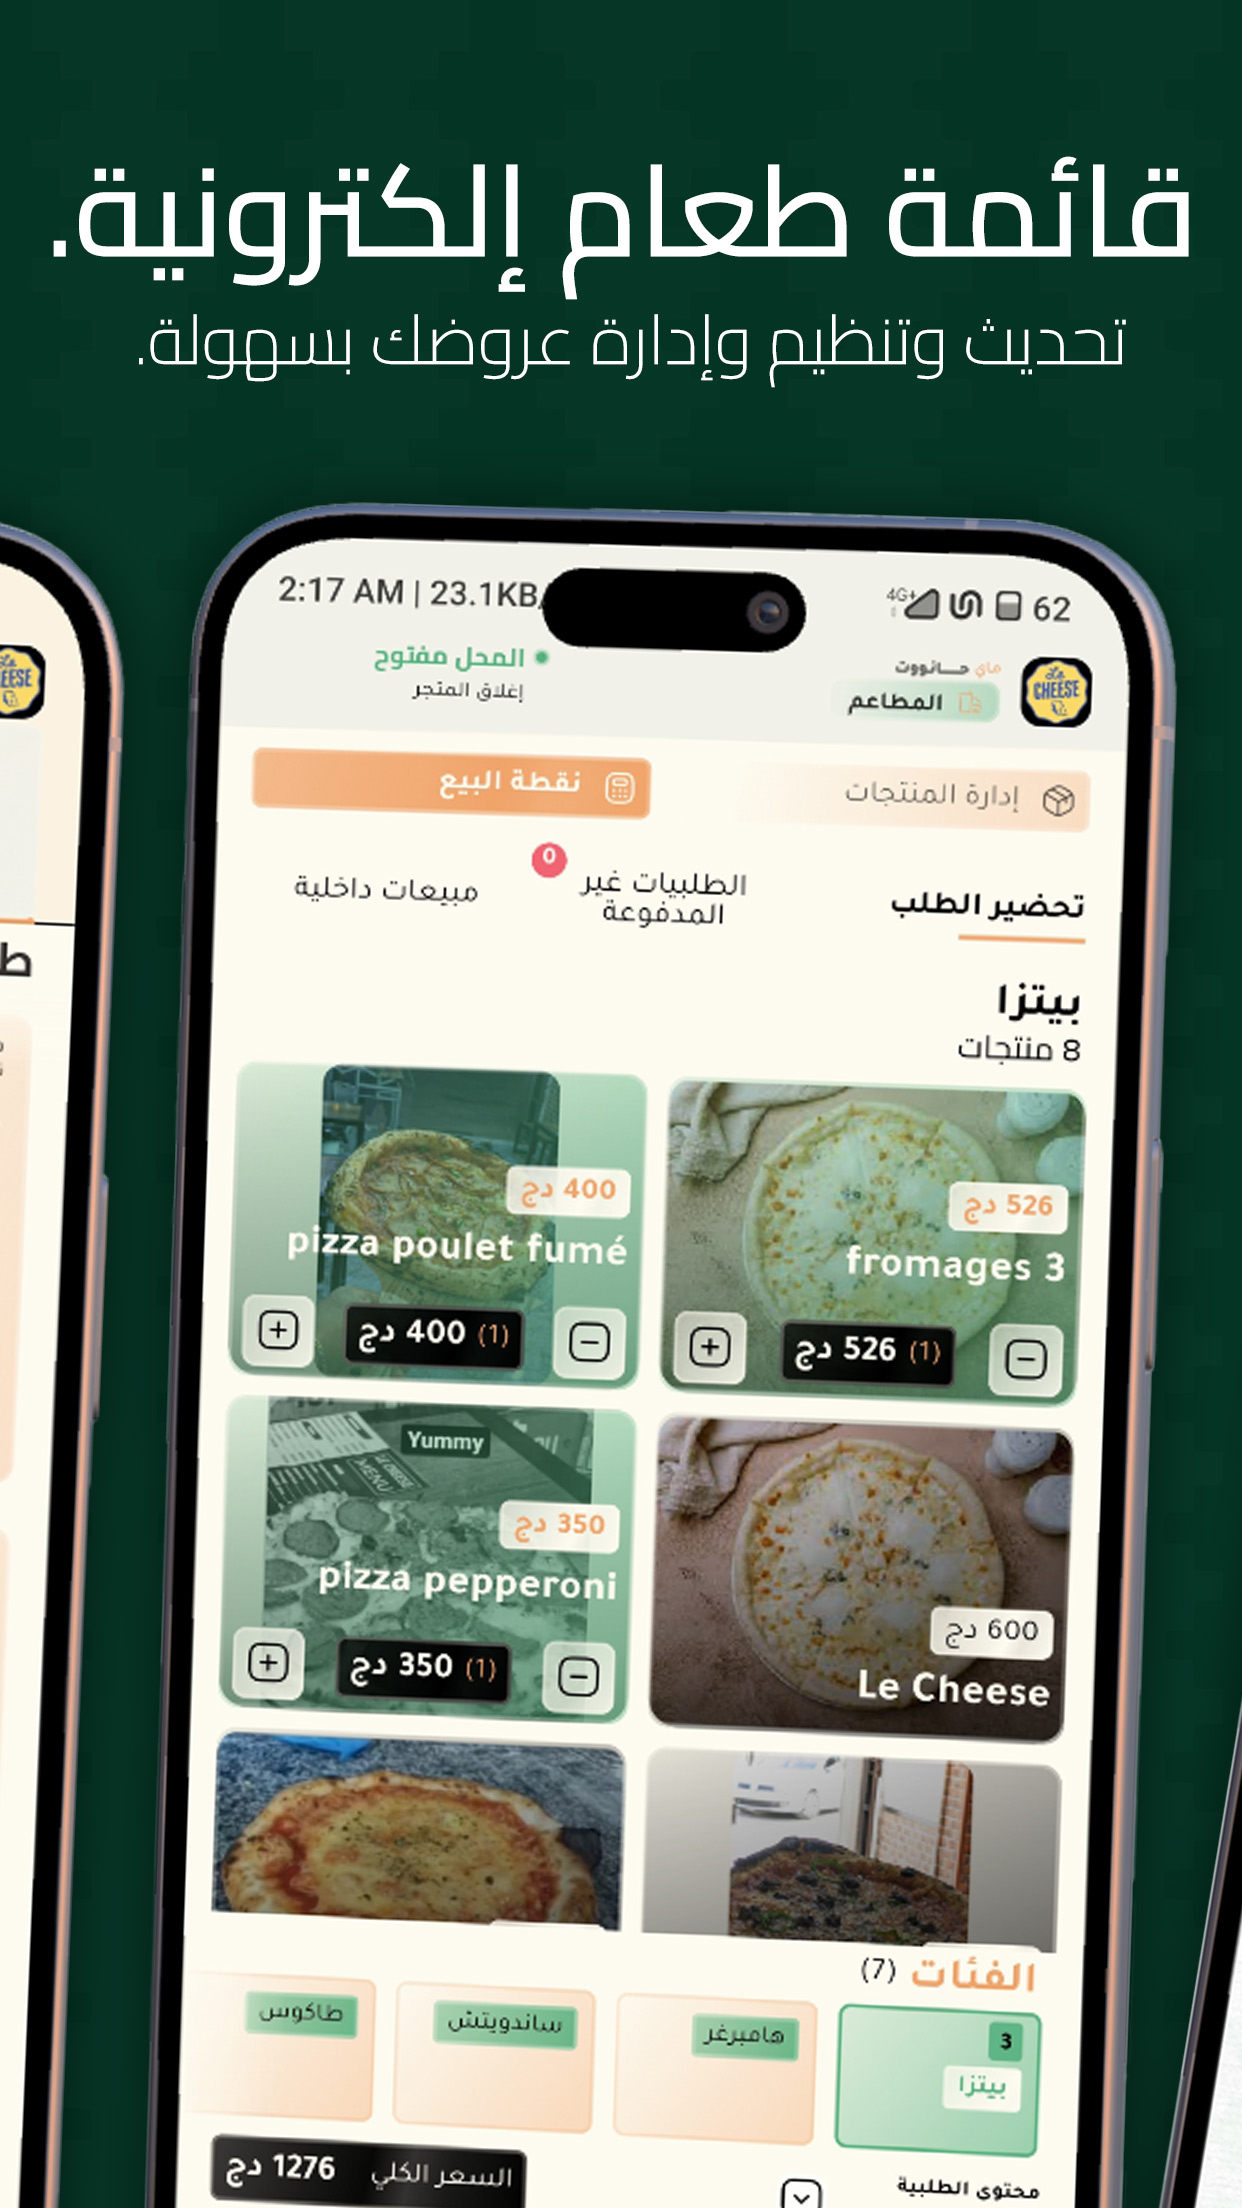 قائمة طعام إلكترونية.
تحديث وتنظيم وإدارة عروضك بسهولة.
2:17 AM | 23.1KB/
4G+
62
La CHEESE
ماي حـــانووت
المطاعم
المحل مفتوح
إغلاق المتجر
إدارة المنتجات
نقطة البيع
تحضير الطلب
الطلبيات غير المدفوعة
0
مبيعات داخلية
بيتزا
8 منتجات
526 دج
fromages 3
(1) 526 دج
400 دج
pizza poulet fumé
(1) 400 دج
600 دج
Le Cheese
Yummy
LE CHEESE MENU
350 دج
pizza pepperoni
(1) 350 دج
الفئات (7)
3
بيتزا
هامبرغر
ساندويتش
طاكوس
محتوى الطلبية
السعر الكلي 1276 دج